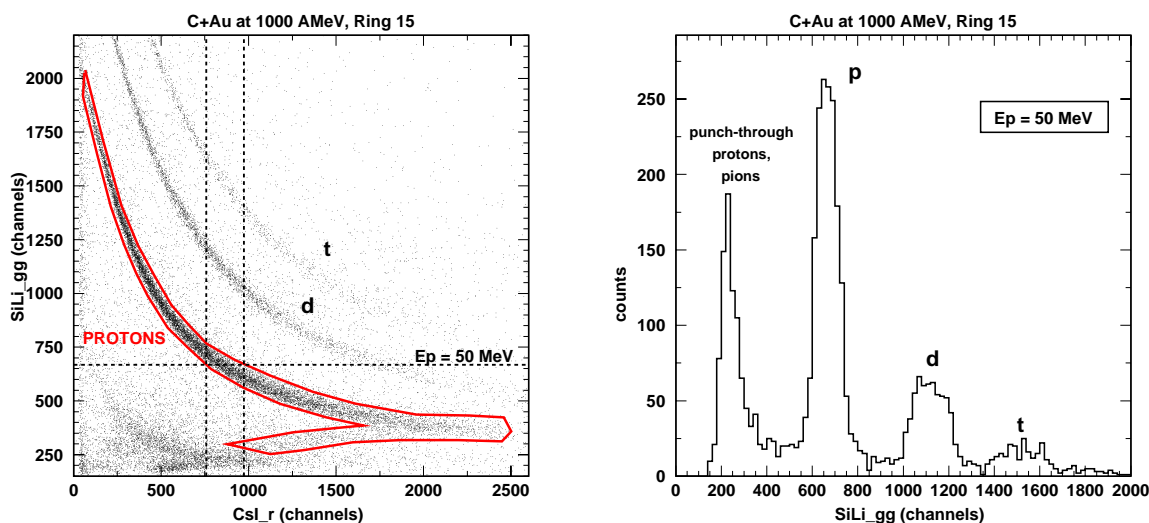 C+Au at 1000 AMeV, Ring 15
SiLi_gg (channels)
2000
1750
1500
1250
1000
750
500
250
t
d
PROTONS
Ep = 50 MeV
0
500
1000
1500
2000
2500
CsI_r (channels)
C+Au at 1000 AMeV, Ring 15
counts
250
200
150
100
50
0
p
Ep = 50 MeV
punch-through
protons,
pions
d
t
0
200
400
600
800
1000
1200
1400
1600
1800
2000
SiLi_gg (channels)